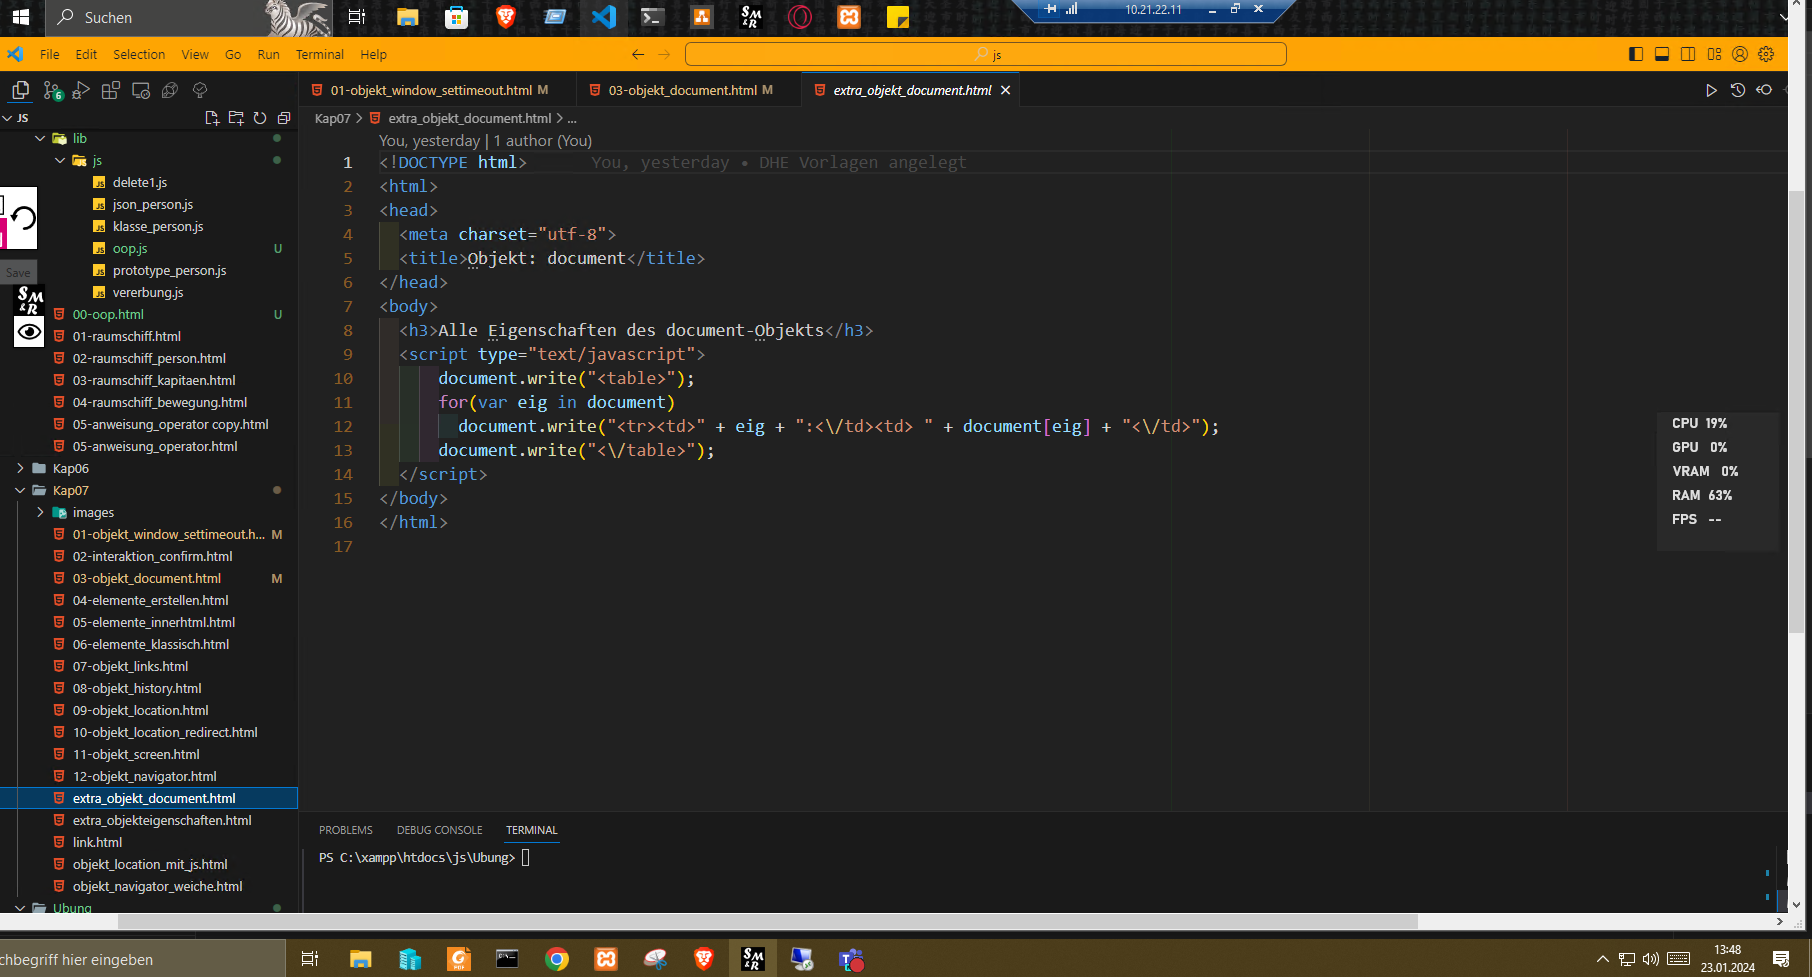 Suchen
10.21.22.11
File Edit Selection View Go Run Terminal Help
js
6
JS
lib
js
delete1.js
json_person.js
klasse_person.js
oop.js U
prototype_person.js
vererbung.js
00-oop.html U
01-raumschiff.html
02-raumschiff_person.html
03-raumschiff_kapitaen.html
04-raumschiff_bewegung.html
05-anweisung_operator copy.html
05-anweisung_operator.html
Kap06
Kap07
images
01-objekt_window_settimeout.h... M
02-interaktion_confirm.html
03-objekt_document.html M
04-elemente_erstellen.html
05-elemente_innerhtml.html
06-elemente_klassisch.html
07-objekt_links.html
08-objekt_history.html
09-objekt_location.html
10-objekt_location_redirect.html
11-objekt_screen.html
12-objekt_navigator.html
extra_objekt_document.html
extra_objekteigenschaften.html
link.html
objekt_location_mit_js.html
objekt_navigator_weiche.html
Ubung
Save
SM&R
01-objekt_window_settimeout.html M
03-objekt_document.html M
extra_objekt_document.html
Kap07 > extra_objekt_document.html > ...
You, yesterday | 1 author (You)
1 <!DOCTYPE html> You, yesterday • DHE Vorlagen angelegt
2 <html>
3 <head>
4 <meta charset="utf-8">
5 <title>Objekt: document</title>
6 </head>
7 <body>
8 <h3>Alle Eigenschaften des document-Objekts</h3>
9 <script type="text/javascript">
10 document.write("<table>");
11 for(var eig in document)
12 document.write("<tr><td>" + eig + ":<\/td><td> " + document[eig] + "<\/td>");
13 document.write("<\/table>");
14 </script>
15 </body>
16 </html>
17
CPU 19%
GPU 0%
VRAM 0%
RAM 63%
FPS --
PROBLEMS DEBUG CONSOLE TERMINAL
PS C:\xampp\htdocs\js\Ubung>
chbegriff hier eingeben
13:48
23.01.2024